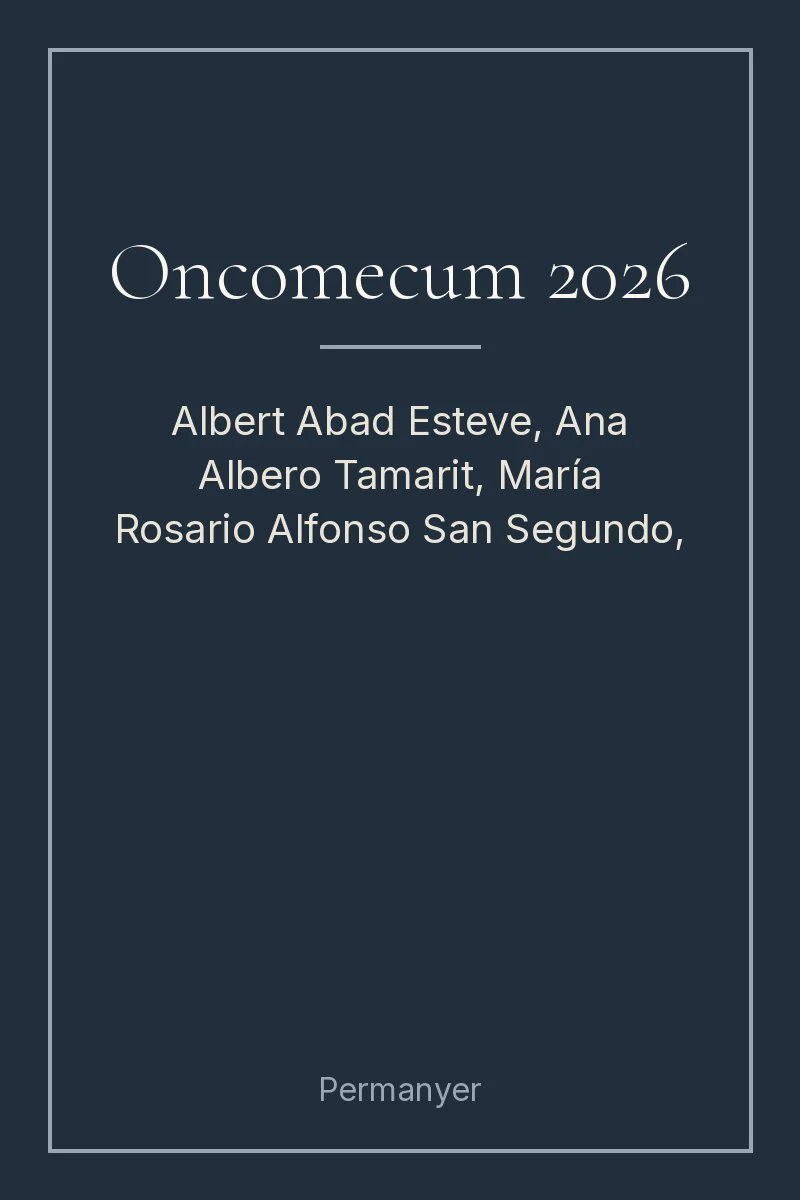 Oncomecum 2026
Albert Abad Esteve, Ana
Albero Tamarit, María
Rosario Alfonso San Segundo,
Permanyer